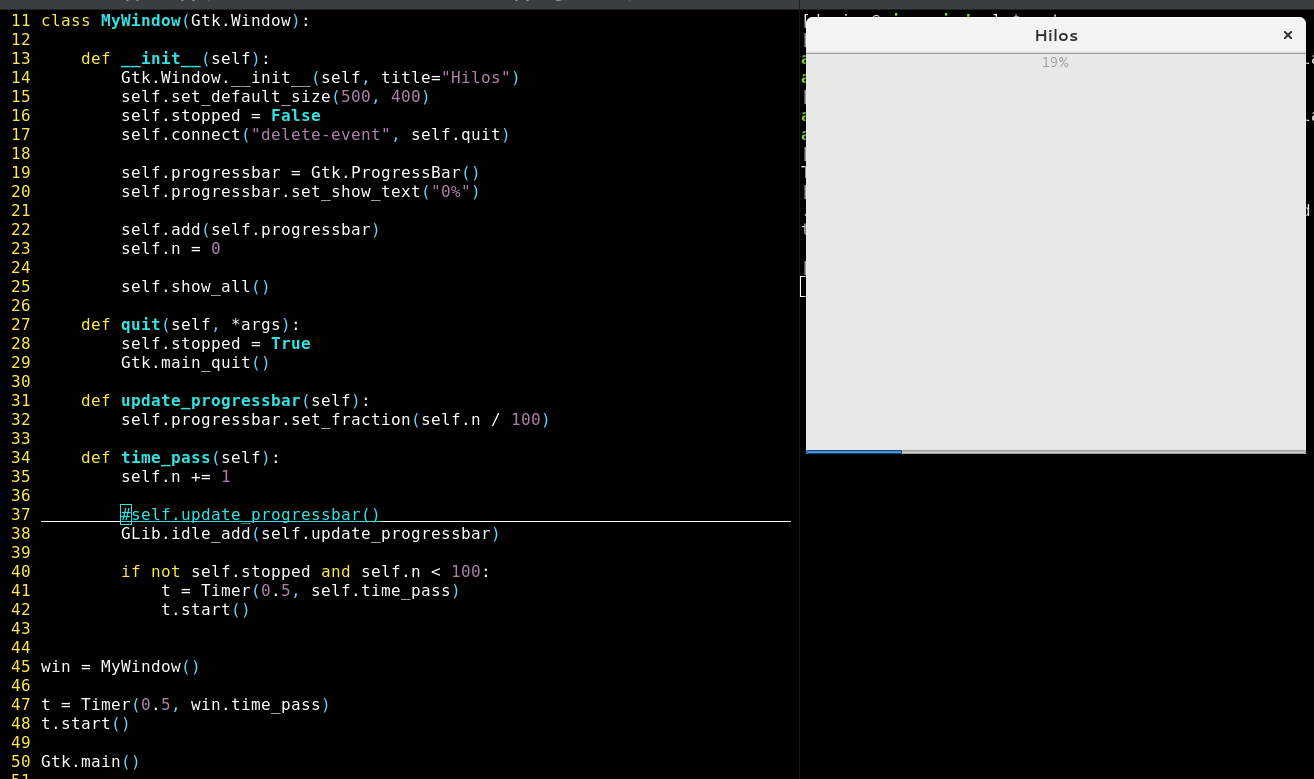 11 class MyWindow(Gtk.Window):
12
13     def __init__(self):
14         Gtk.Window.__init__(self, title="Hilos")
15         self.set_default_size(500, 400)
16         self.stopped = False
17         self.connect("delete-event", self.quit)
18
19         self.progressbar = Gtk.ProgressBar()
20         self.progressbar.set_show_text("0%")
21
22         self.add(self.progressbar)
23         self.n = 0
24
25         self.show_all()
26
27     def quit(self, *args):
28         self.stopped = True
29         Gtk.main_quit()
30
31     def update_progressbar(self):
32         self.progressbar.set_fraction(self.n / 100)
33
34     def time_pass(self):
35         self.n += 1
36
37         #self.update_progressbar()
38         GLib.idle_add(self.update_progressbar)
39
40         if not self.stopped and self.n < 100:
41             t = Timer(0.5, self.time_pass)
42             t.start()
43
44
45 win = MyWindow()
46
47 t = Timer(0.5, win.time_pass)
48 t.start()
49
50 Gtk.main()
Hilos ×
19%